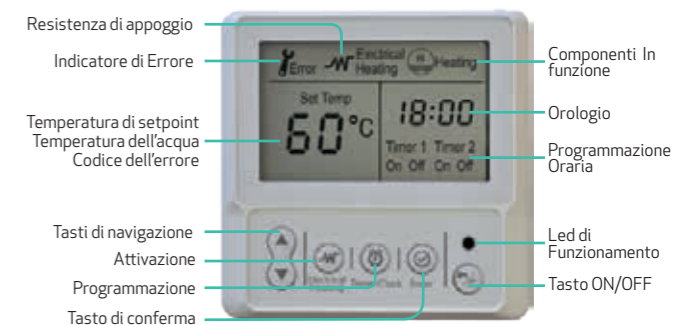 Resistenza di appoggio
Indicatore di Errore
Temperatura di setpoint
Temperatura dell'acqua
Codice dell'errore
Tasti di navigazione
Attivazione
Programmazione
Tasto di conferma
Error
Electrical
Heating
Heating
Set Temp
60°C
18:00
Timer 1 Timer 2
On Off On Off
Componenti In
funzione
Orologio
Programmazione
Oraria
Led di
Funzionamento
Tasto ON/OFF